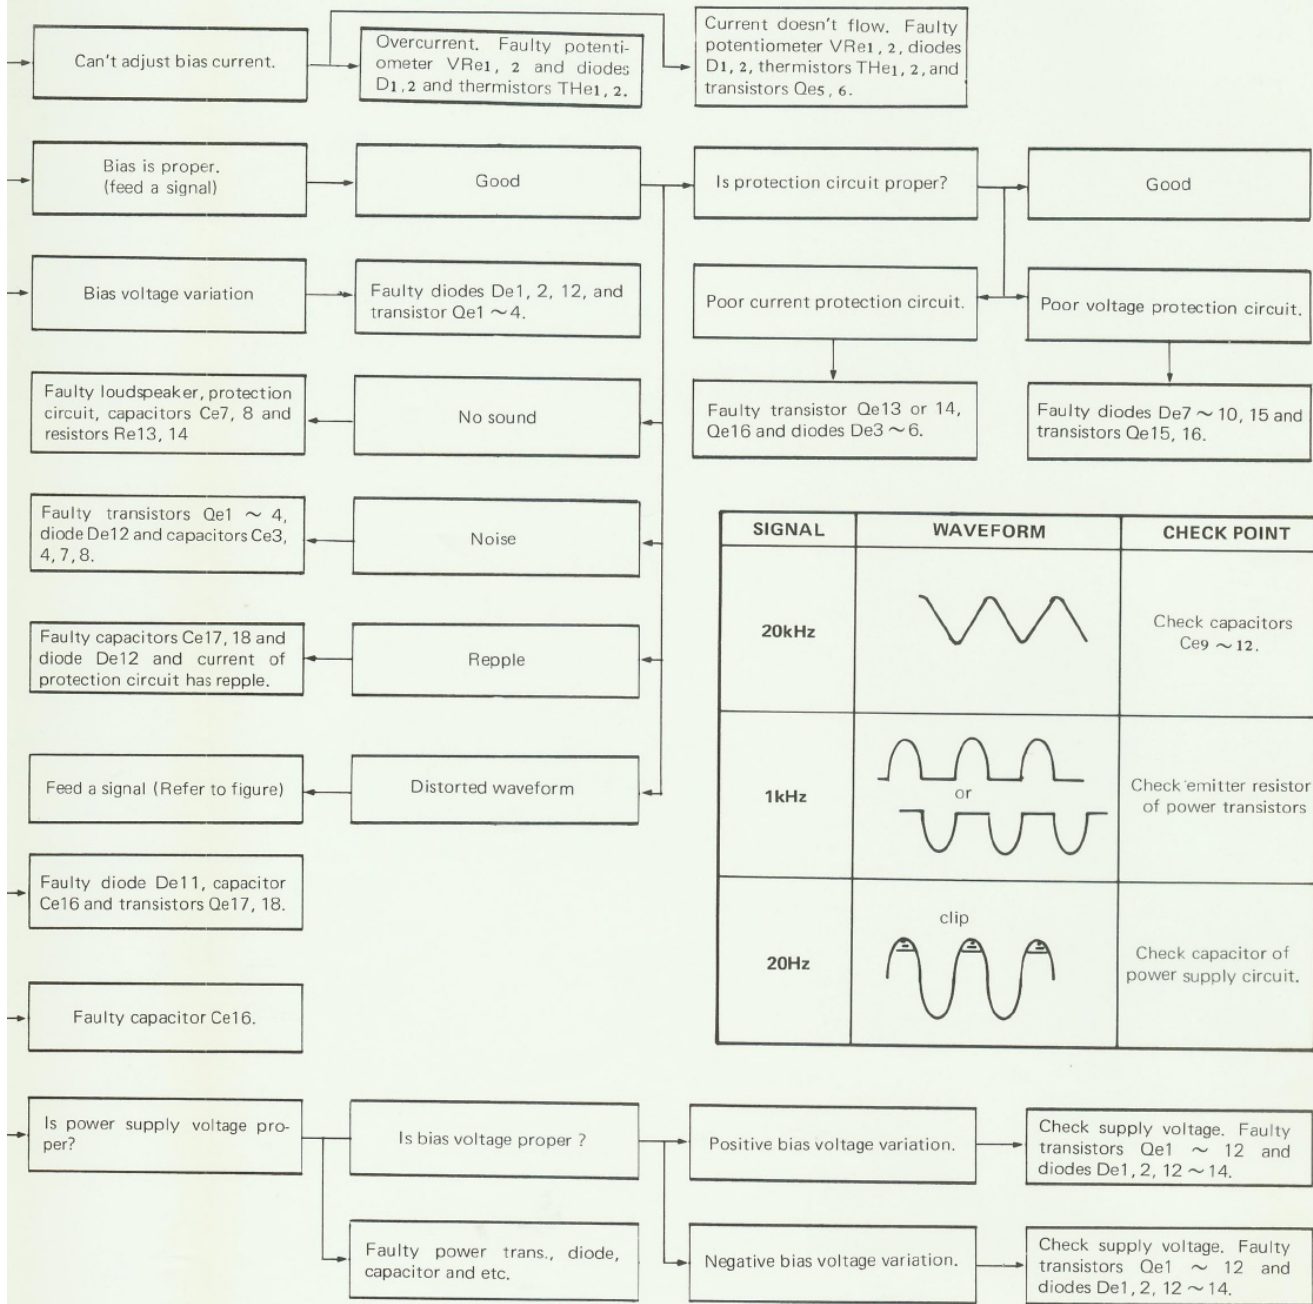 Can't adjust bias current.
Overcurrent. Faulty potenti-
ometer VRe1, 2 and diodes
D1,2 and thermistors THe1, 2.
Current doesn't flow. Faulty
potentiometer VRe1, 2, diodes
D1, 2, thermistors THe1, 2, and
transistors Qe5, 6.
Bias is proper.
(feed a signal)
Good
Is protection circuit proper?
Good
Bias voltage variation
Faulty diodes De1, 2, 12, and
transistor Qe1 ~ 4.
Poor current protection circuit.
Poor voltage protection circuit.
Faulty loudspeaker, protection
circuit, capacitors Ce7, 8 and
resistors Re13, 14
No sound
Faulty transistor Qe13 or 14,
Qe16 and diodes De3 ~ 6.
Faulty diodes De7 ~ 10, 15 and
transistors Qe15, 16.
Faulty transistors Qe1 ~ 4,
diode De12 and capacitors Ce3,
4, 7, 8.
Noise
Faulty capacitors Ce17, 18 and
diode De12 and current of
protection circuit has repple.
Repple
Feed a signal (Refer to figure)
Distorted waveform
Faulty diode De11, capacitor
Ce16 and transistors Qe17, 18.
Faulty capacitor Ce16.
SIGNAL WAVEFORM CHECK POINT
20kHz
Check capacitors
Ce9 ~ 12.
1kHz
or
Check emitter resistor
of power transistors
20Hz
clip
Check capacitor of
power supply circuit.
Is power supply voltage pro-
per?
Is bias voltage proper ?
Positive bias voltage variation.
Check supply voltage. Faulty
transistors Qe1 ~ 12 and
diodes De1, 2, 12 ~ 14.
Faulty power trans., diode,
capacitor and etc.
Negative bias voltage variation.
Check supply voltage. Faulty
transistors Qe1 ~ 12 and
diodes De1, 2, 12 ~ 14.